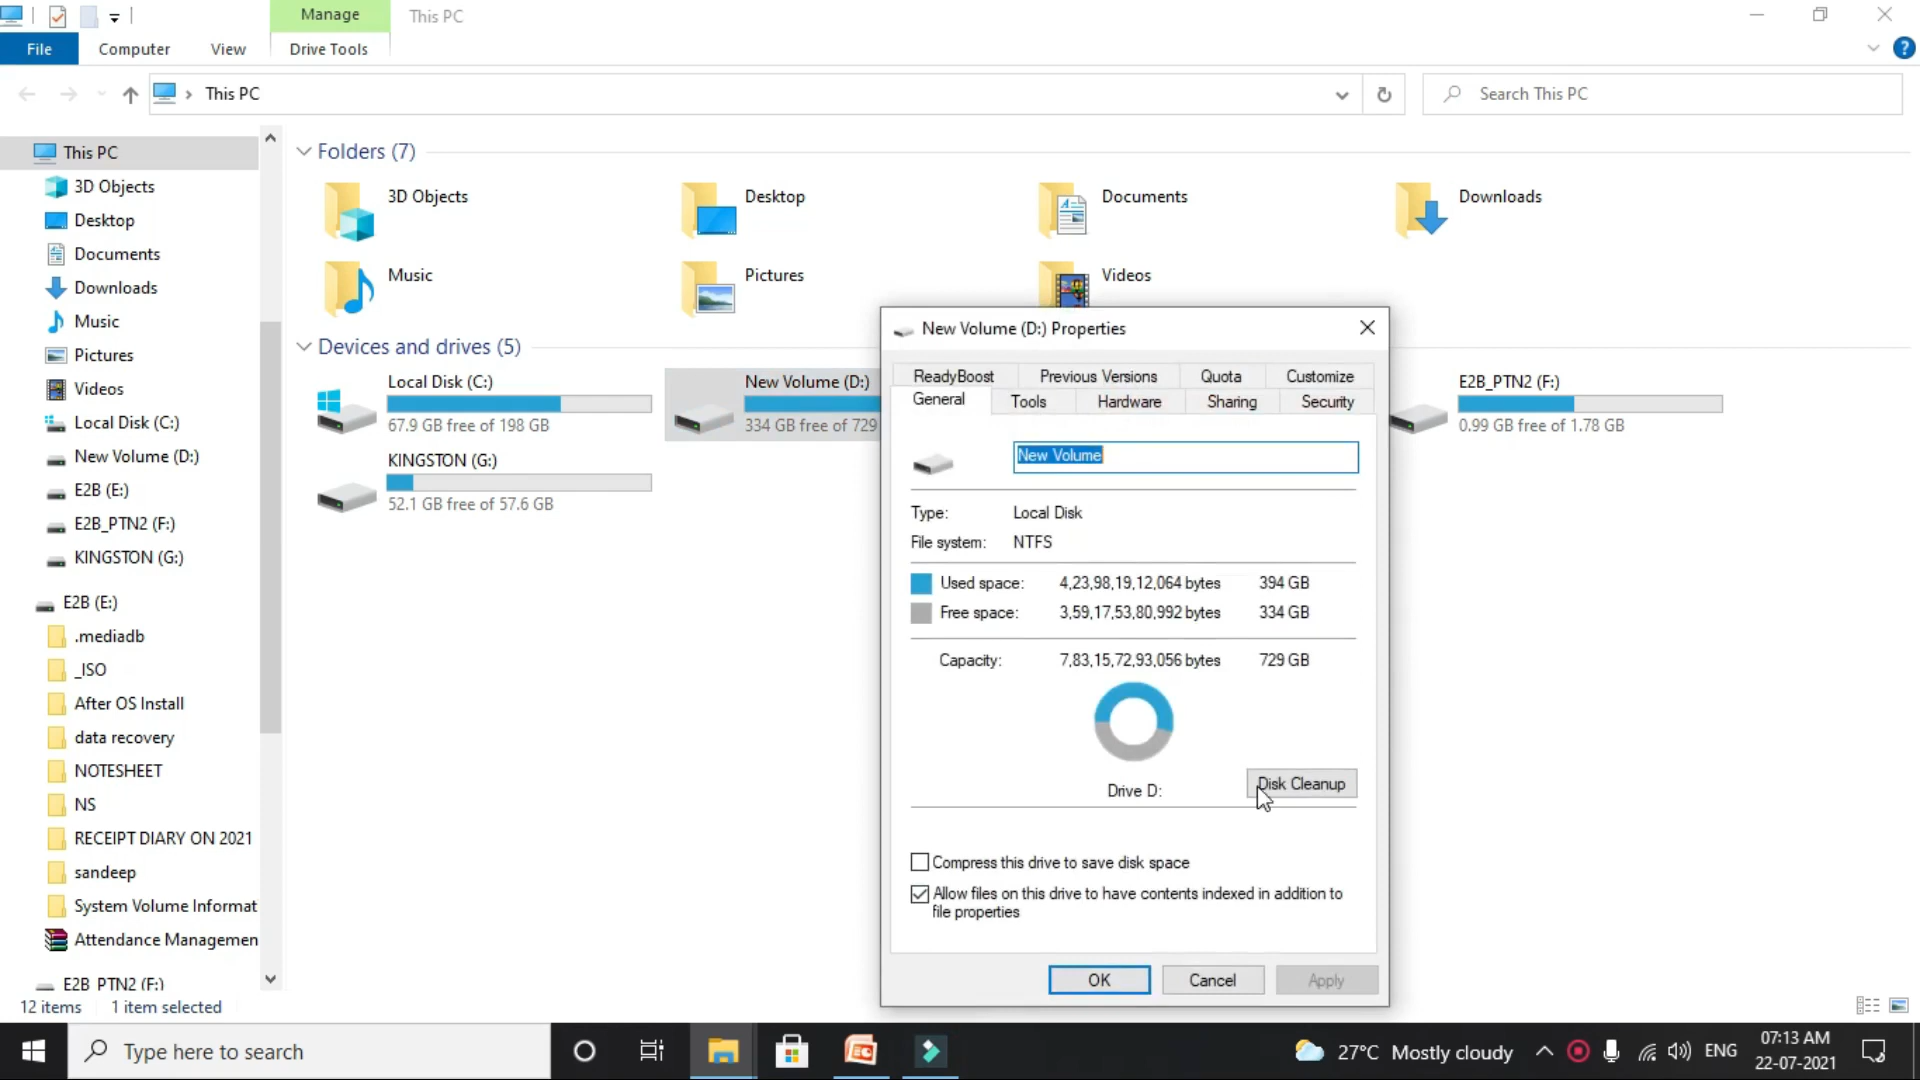 Manage
This PC
File
Computer
View
Drive Tools
This PC
Search This PC
This PC
3D Objects
Desktop
Documents
Downloads
Music
Pictures
Videos
Local Disk (C:)
New Volume (D:)
E2B (E:)
E2B_PTN2 (F:)
KINGSTON (G:)
E2B (E:)
.mediadb
_ISO
After OS Install
data recovery
NOTESHEET
NS
RECEIPT DIARY ON 2021
sandeep
System Volume Informat
Attendance Managemen
E2B_PTN2 (F:)
12 items
1 item selected
Folders (7)
3D Objects
Desktop
Documents
Downloads
Music
Pictures
Videos
Devices and drives (5)
Local Disk (C:)
67.9 GB free of 198 GB
New Volume (D:)
334 GB free of 729
E2B_PTN2 (F:)
0.99 GB free of 1.78 GB
KINGSTON (G:)
52.1 GB free of 57.6 GB
New Volume (D:) Properties
ReadyBoost
Previous Versions
Quota
Customize
General
Tools
Hardware
Sharing
Security
New Volume
Type: Local Disk
File system: NTFS
Used space: 4,23,98,19,12,064 bytes 394 GB
Free space: 3,59,17,53,80,992 bytes 334 GB
Capacity: 7,83,15,72,93,056 bytes 729 GB
Drive D:
Disk Cleanup
Compress this drive to save disk space
Allow files on this drive to have contents indexed in addition to
file properties
OK
Cancel
Apply
Type here to search
27°C Mostly cloudy
ENG
07:13 AM
22-07-2021